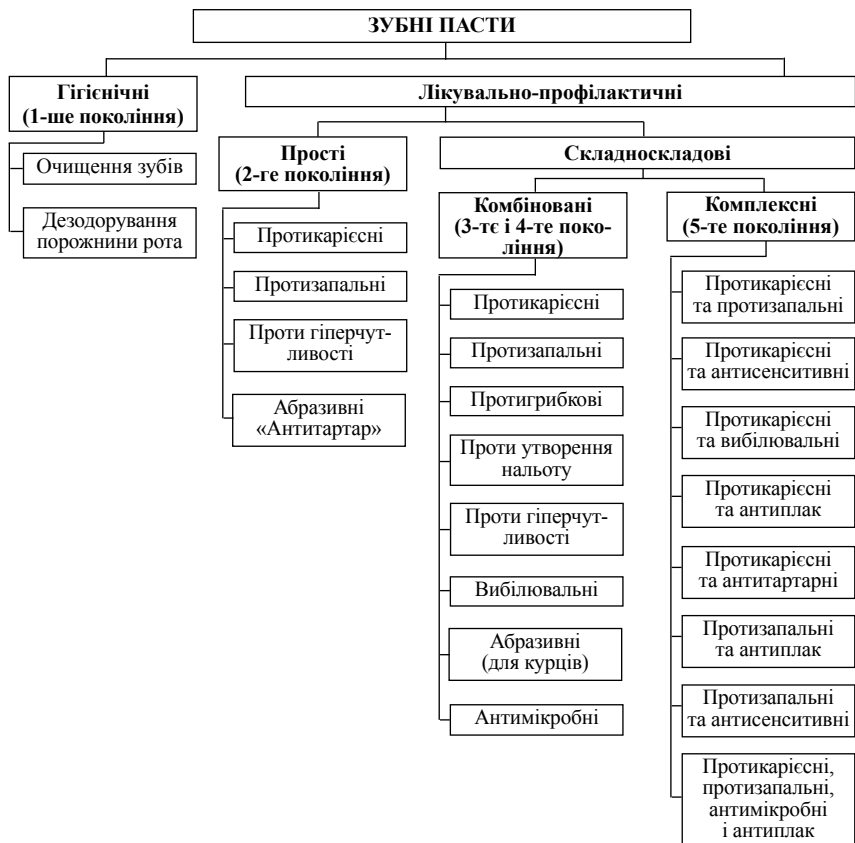 ЗУБНІ ПАСТИ
Гігієнічні
(1-ше покоління)
Очищення зубів
Дезодорування
порожнини рота
Лікувально-профілактичні
Прості
(2-ге покоління)
Протикарієсні
Протизапальні
Проти гіперчут-
ливості
Абразивні
«Антитартар»
Складноскладові
Комбіновані
(3-тє і 4-те поко-
ління)
Протикарієсні
Протизапальні
Протигрибкові
Проти утворення
нальоту
Проти гіперчут-
ливості
Вибілювальні
Абразивні
(для курців)
Антимікробні
Комплексні
(5-те покоління)
Протикарієсні
та протизапальні
Протикарієсні
та антисенситивні
Протикарієсні
та вибілювальні
Протикарієсні
та антиплак
Протикарієсні
та антитартарні
Протизапальні
та антиплак
Протизапальні
та антисенситивні
Протикарієсні,
протизапальні,
антимікробні
і антиплак